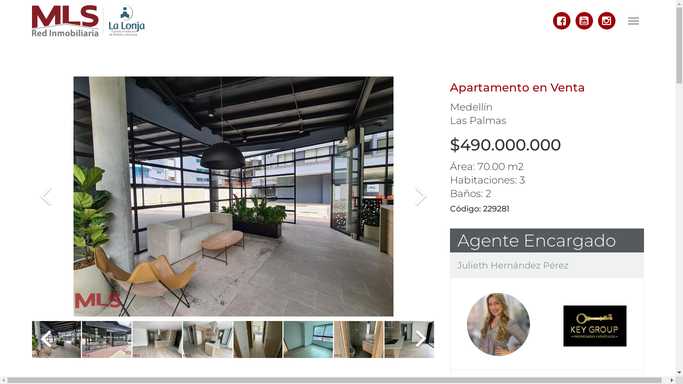 MLS
Red Inmobiliaria
La Lonja
Apartamento en Venta
Medellín
Las Palmas
$490.000.000
Área: 70.00 m2
Habitaciones: 3
Baños: 2
Código: 229281
Agente Encargado
Julieth Hernández Pérez
MLS
KEY GROUP